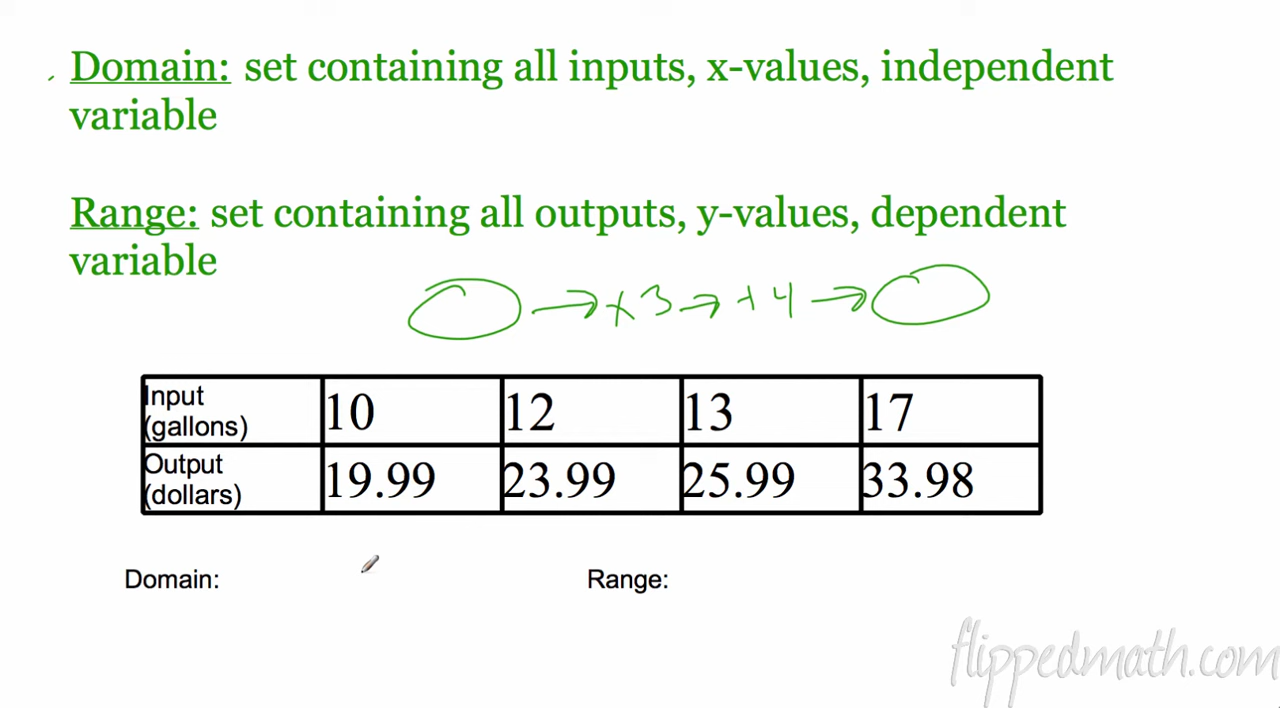 Domain: set containing all inputs, x-values, independent
variable
Range: set containing all outputs, y-values, dependent
variable
→ ×3 → +4 →
Input
(gallons) 10 12 13 17
Output
(dollars) 19.99 23.99 25.99 33.98
Domain: Range:
flippedmath.com